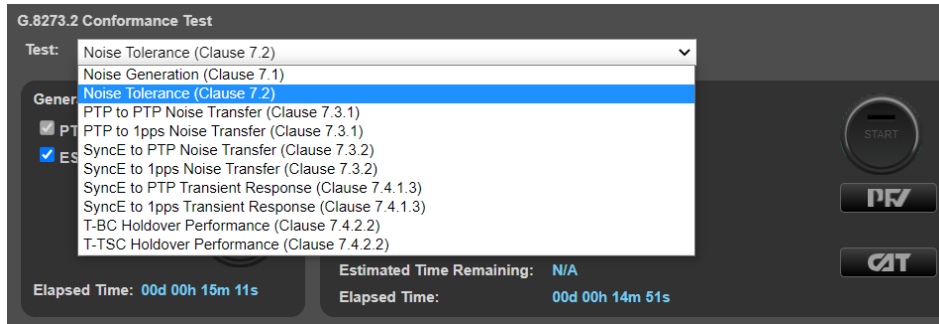 G.8273.2 Conformance Test
Test: Noise Tolerance (Clause 7.2)
Noise Generation (Clause 7.1)
Noise Tolerance (Clause 7.2)
PTP to PTP Noise Transfer (Clause 7.3.1)
PTP to 1pps Noise Transfer (Clause 7.3.1)
SyncE to PTP Noise Transfer (Clause 7.3.2)
SyncE to 1pps Noise Transfer (Clause 7.3.2)
SyncE to PTP Transient Response (Clause 7.4.1.3)
SyncE to 1pps Transient Response (Clause 7.4.1.3)
T-BC Holdover Performance (Clause 7.4.2.2)
T-TSC Holdover Performance (Clause 7.4.2.2)
Gener
PT
ES
START
PFV
CAT
Estimated Time Remaining: N/A
Elapsed Time: 00d 00h 15m 11s
Elapsed Time: 00d 00h 14m 51s